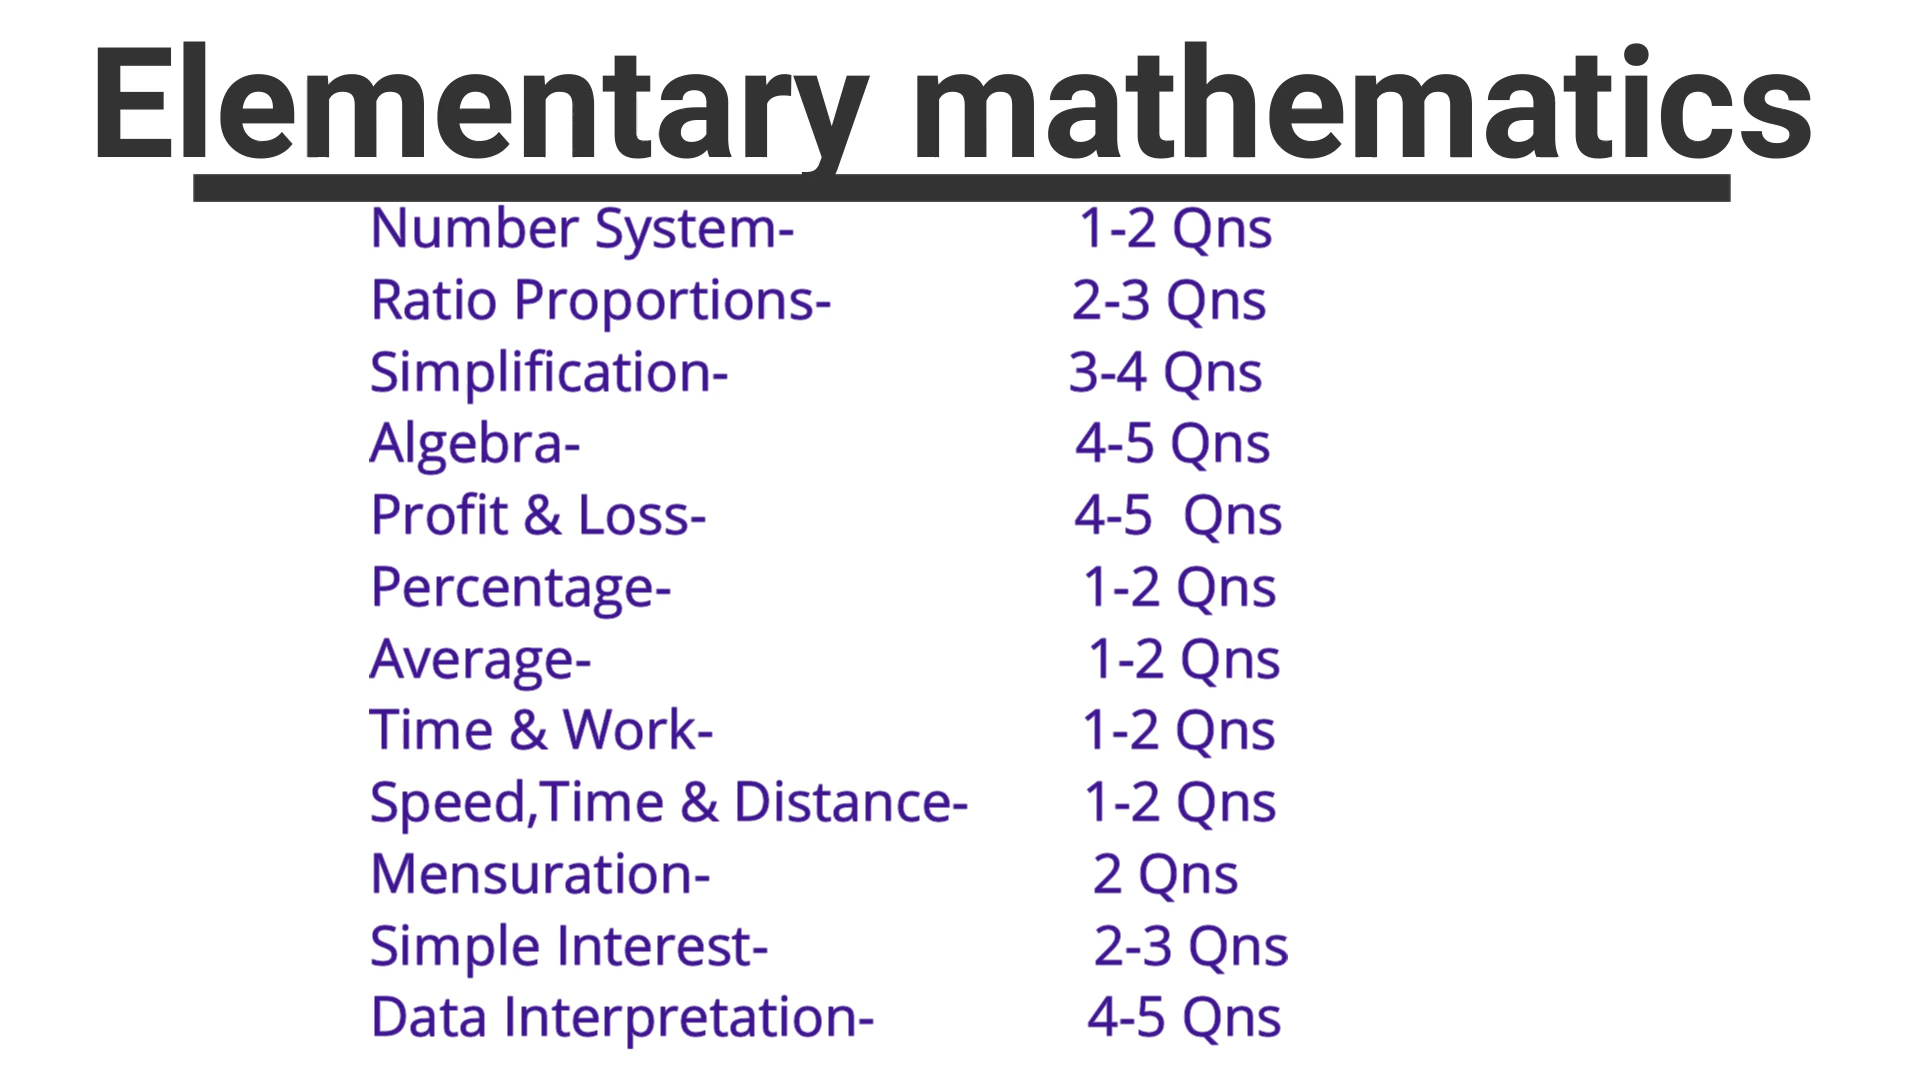 Elementary mathematics
Number System- 1-2 Qns
Ratio Proportions- 2-3 Qns
Simplification- 3-4 Qns
Algebra- 4-5 Qns
Profit & Loss- 4-5 Qns
Percentage- 1-2 Qns
Average- 1-2 Qns
Time & Work- 1-2 Qns
Speed,Time & Distance- 1-2 Qns
Mensuration- 2 Qns
Simple Interest- 2-3 Qns
Data Interpretation- 4-5 Qns